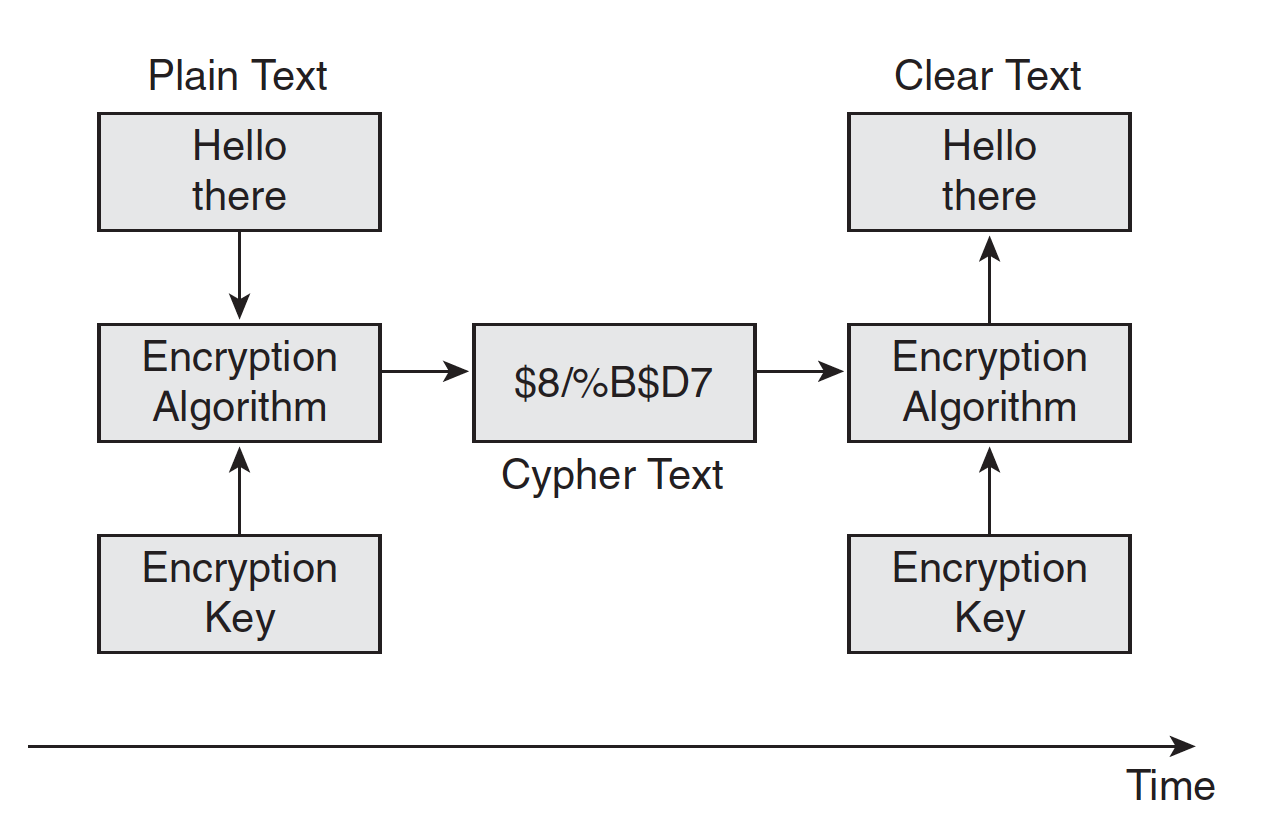 Plain Text
Hello
there
Encryption
Algorithm
Encryption
Key
$8/%B$D7
Cypher Text
Clear Text
Hello
there
Encryption
Algorithm
Encryption
Key
Time